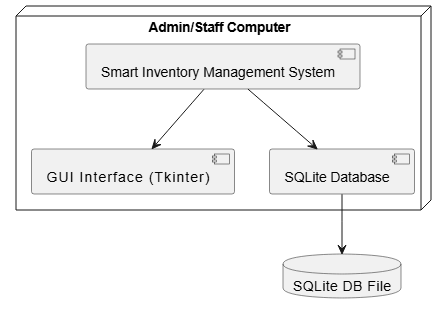 Admin/Staff Computer
Smart Inventory Management System
GUI Interface (Tkinter)
SQLite Database
SQLite DB File